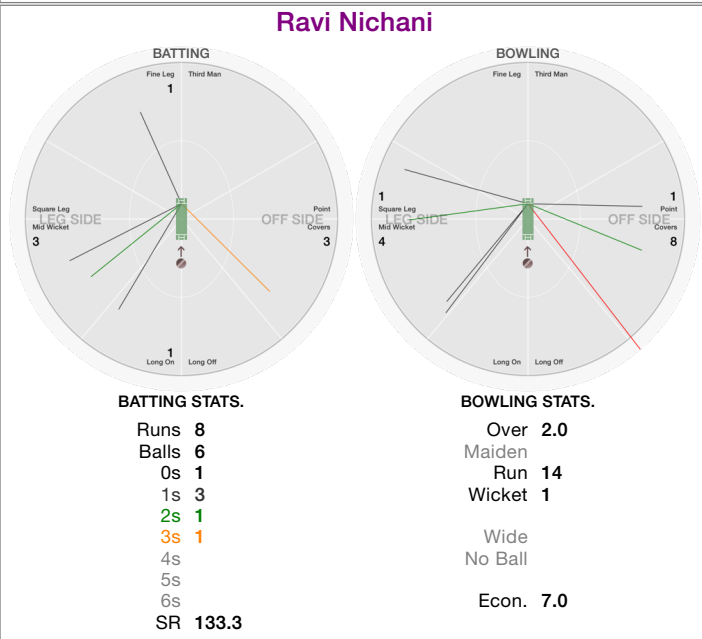 Ravi Nichani
BATTING
Fine Leg
Third Man
1
Square Leg
LEG SIDE
Mid Wicket
3
Point
OFF SIDE
Covers
3
1
Long On
Long Off
BOWLING
Fine Leg
Third Man
1
Square Leg
LEG SIDE
Mid Wicket
4
1
Point
OFF SIDE
Covers
8
Long On
Long Off
BATTING STATS.
Runs 8
Balls 6
0s 1
1s 3
2s 1
3s 1
4s
5s
6s
SR 133.3
BOWLING STATS.
Over 2.0
Maiden
Run 14
Wicket 1
Wide
No Ball
Econ. 7.0